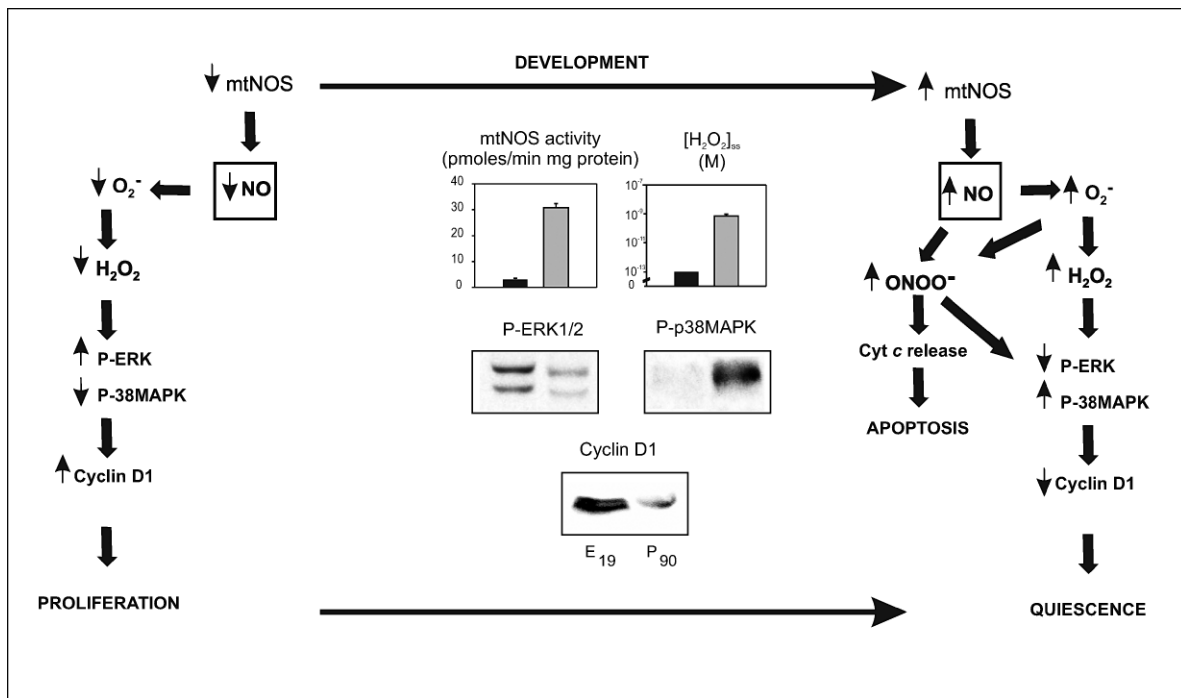 DEVELOPMENT
mtNOS
NO
O₂⁻
H₂O₂
P-ERK
P-38MAPK
Cyclin D1
PROLIFERATION
mtNOS activity
(pmoles/min mg protein)
40
30
20
10
0
[H₂O₂]ss
(M)
10⁻⁷
10⁻⁹
10⁻¹¹
10⁻¹³
0
P-ERK1/2
P-p38MAPK
Cyclin D1
E₁₉ P₉₀
mtNOS
NO
O₂⁻
ONOO⁻
H₂O₂
Cyt c release
APOPTOSIS
P-ERK
P-38MAPK
Cyclin D1
QUIESCENCE